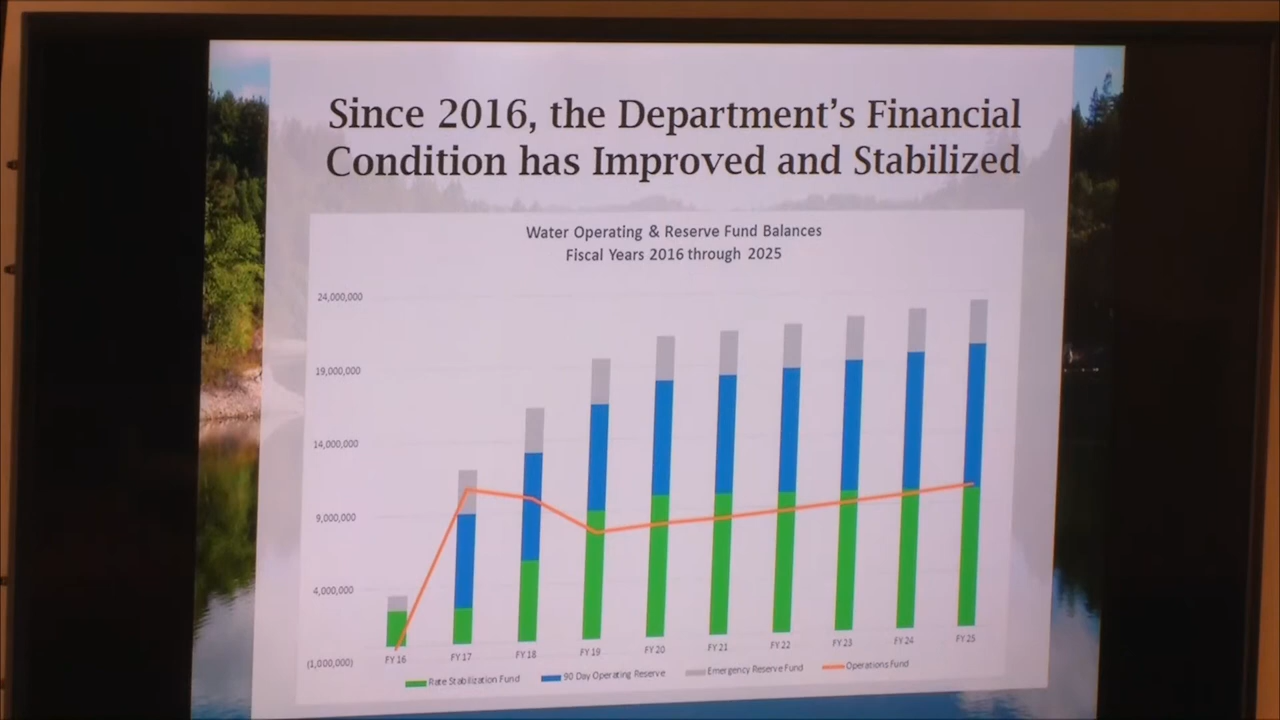 Since 2016, the Department's Financial
Condition has Improved and Stabilized
Water Operating & Reserve Fund Balances
Fiscal Years 2016 through 2025
24,000,000
19,000,000
14,000,000
9,000,000
4,000,000
(1,000,000)
FY 16 FY 17 FY 18 FY 19 FY 20 FY 21 FY 22 FY 23 FY 24 FY 25
Rate Stabilization Fund 90 Day Operating Reserve Emergency Reserve Fund Operations Fund